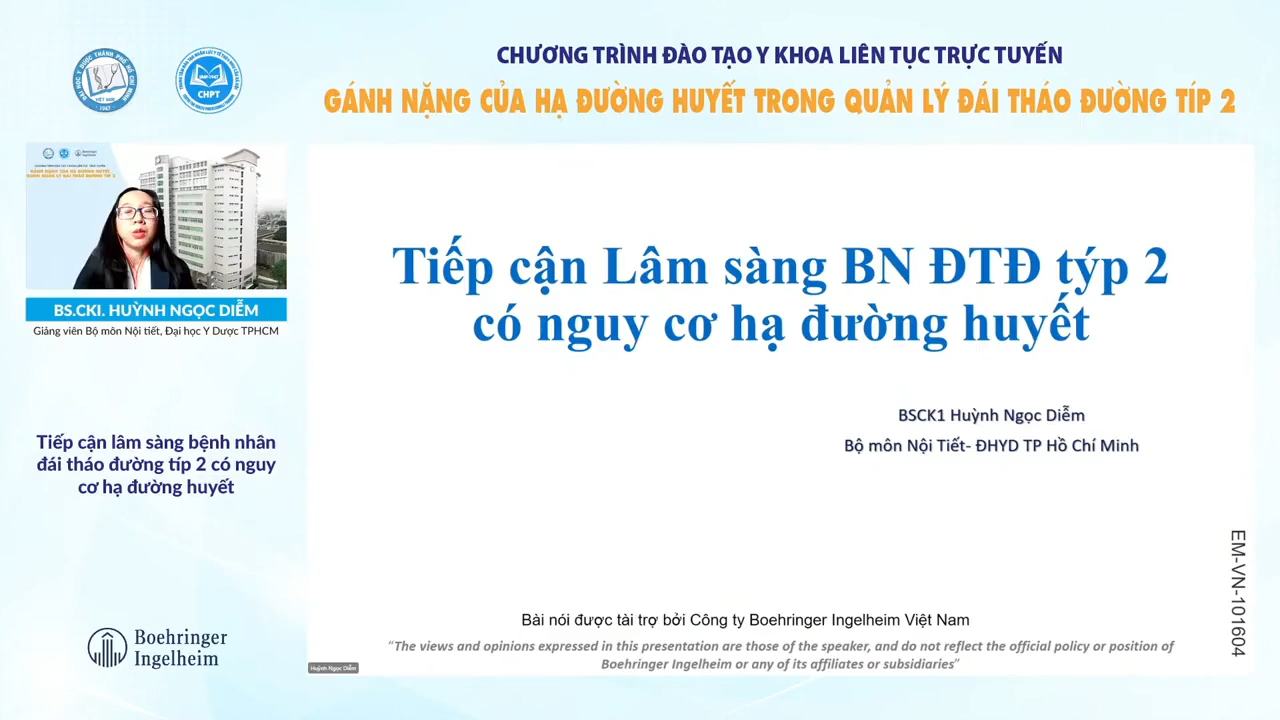 CHƯƠNG TRÌNH ĐÀO TẠO Y KHOA LIÊN TỤC TRỰC TUYẾN
GÁNH NẶNG CỦA HẠ ĐƯỜNG HUYẾT TRONG QUẢN LÝ ĐÁI THÁO ĐƯỜNG TÍP 2
CHPT
BS.CKI. HUỲNH NGỌC DIỄM
Giảng viên Bộ môn Nội tiết, Đại học Y Dược TPHCM
Tiếp cận lâm sàng bệnh nhân
đái tháo đường típ 2 có nguy
cơ hạ đường huyết
Boehringer
Ingelheim
Tiếp cận Lâm sàng BN ĐTĐ týp 2
có nguy cơ hạ đường huyết
BSCK1 Huỳnh Ngọc Diễm
Bộ môn Nội Tiết- ĐHYD TP Hồ Chí Minh
EM-VN-101604
Bài nói được tài trợ bởi Công ty Boehringer Ingelheim Việt Nam
“The views and opinions expressed in this presentation are those of the speaker, and do not reflect the official policy or position of
Boehringer Ingelheim or any of its affiliates or subsidiaries”
Huỳnh Ngọc Diễm